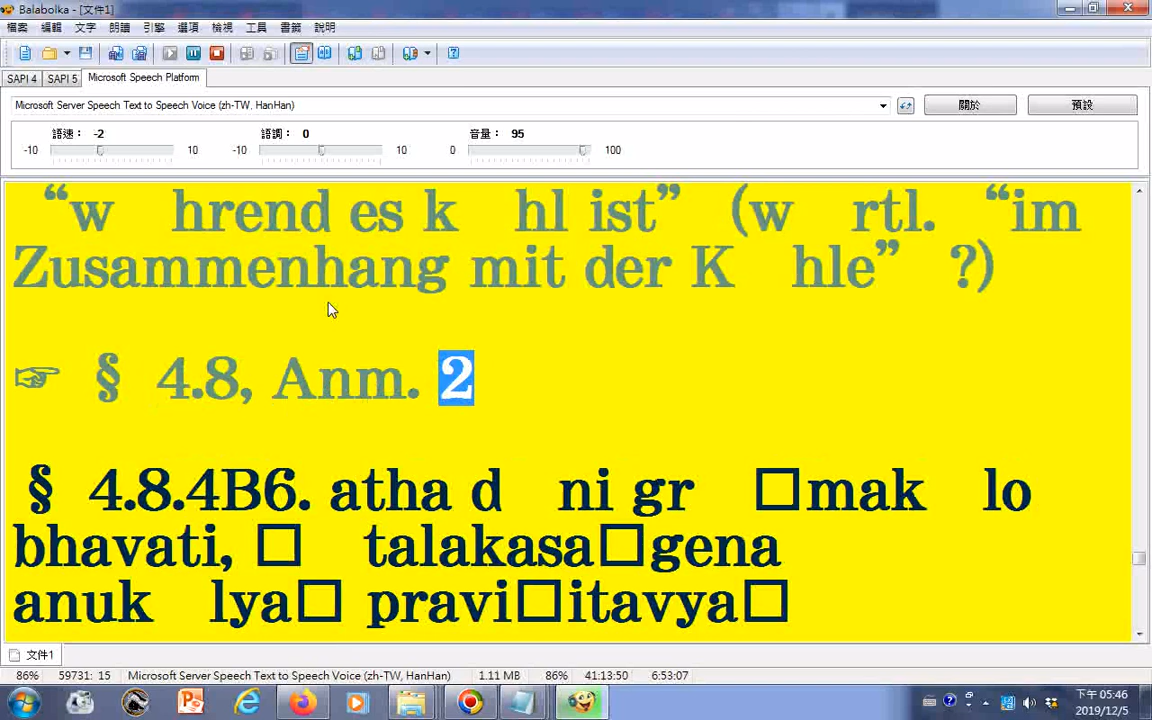 Balabolka - [文件1]
檔案 編輯 文字 朗讀 引擎 選項 檢視 工具 書籤 說明
SAPI 4 SAPI 5 Microsoft Speech Platform
Microsoft Server Speech Text to Speech Voice (zh-TW, HanHan) 關於 預設
語速： -2 語調： 0 音量： 95
-10 10 -10 10 0 100
“w hrend es k hl ist” (w rtl. “im
Zusammenhang mit der K hle” ?)
☞ § 4.8, Anm. 2
§ 4.8.4B6. atha d ni gr □mak lo
bhavati, □ talakasa□gena
anuk lya□ pravi□itavya□
文件1
86% 59731: 15 Microsoft Server Speech Text to Speech Voice (zh-TW, HanHan) 1.11 MB 86% 41:13:50 6:53:07
下午 05:46
2019/12/5